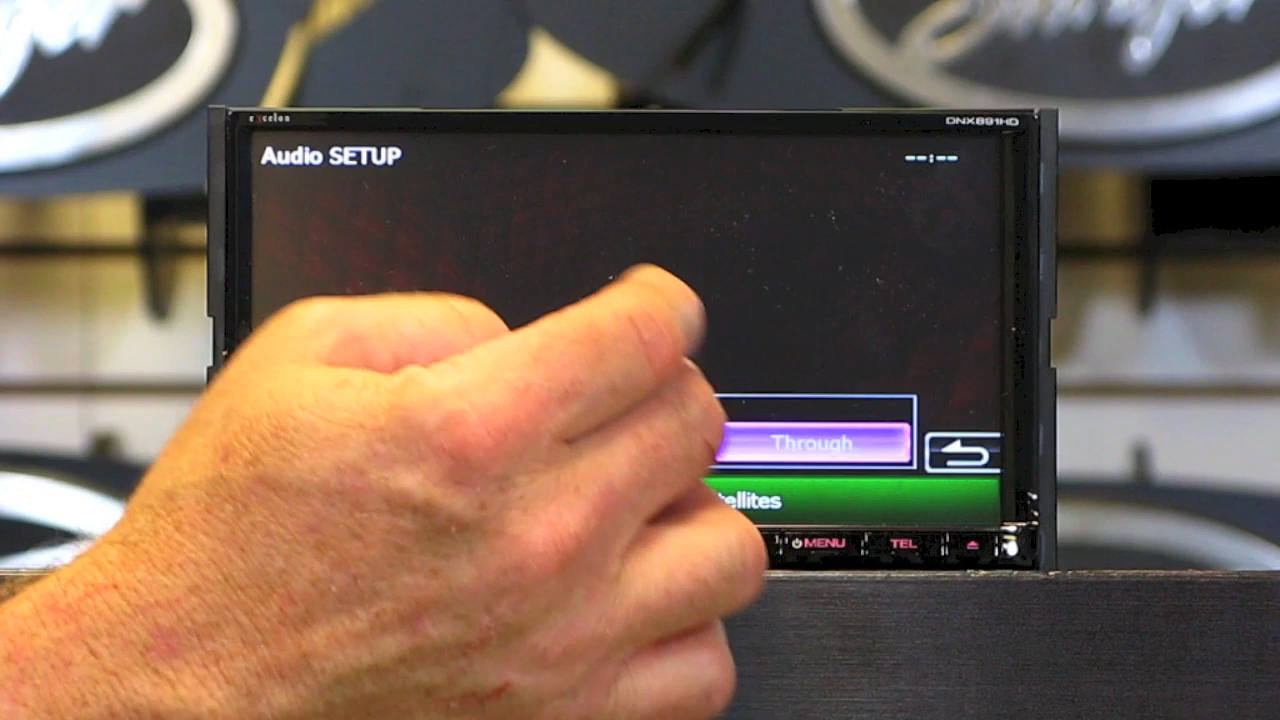 excelon
DNX891HD
Audio SETUP
--:--
Through
tellites
MENU
TEL